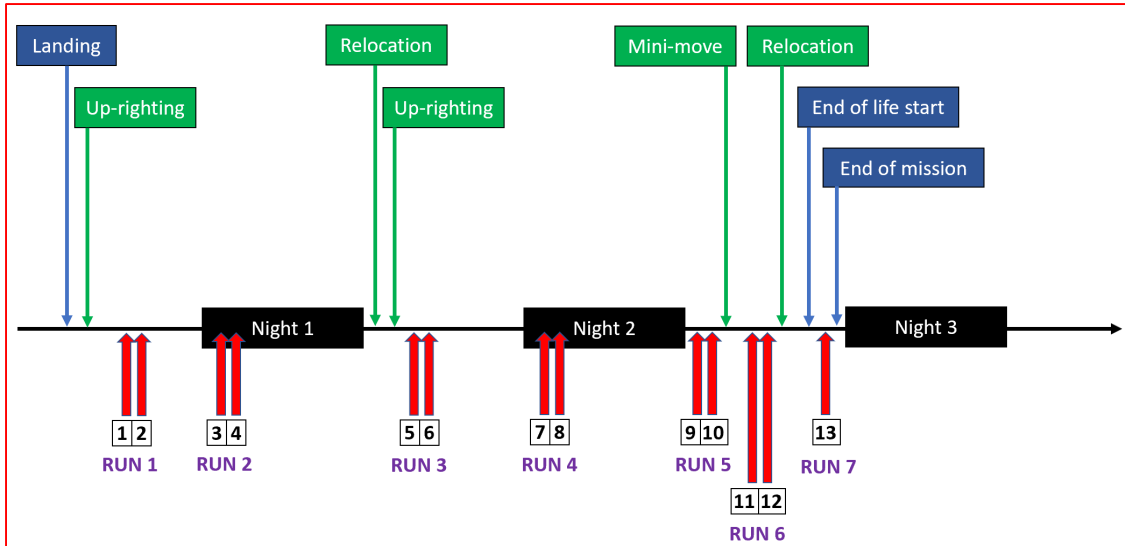 Landing
Relocation
Mini-move
Relocation
Up-righting
Up-righting
End of life start
End of mission
Night 1
Night 2
Night 3
1 2
3 4
5 6
7 8
9 10
13
RUN 1
RUN 2
RUN 3
RUN 4
RUN 5
RUN 7
11 12
RUN 6